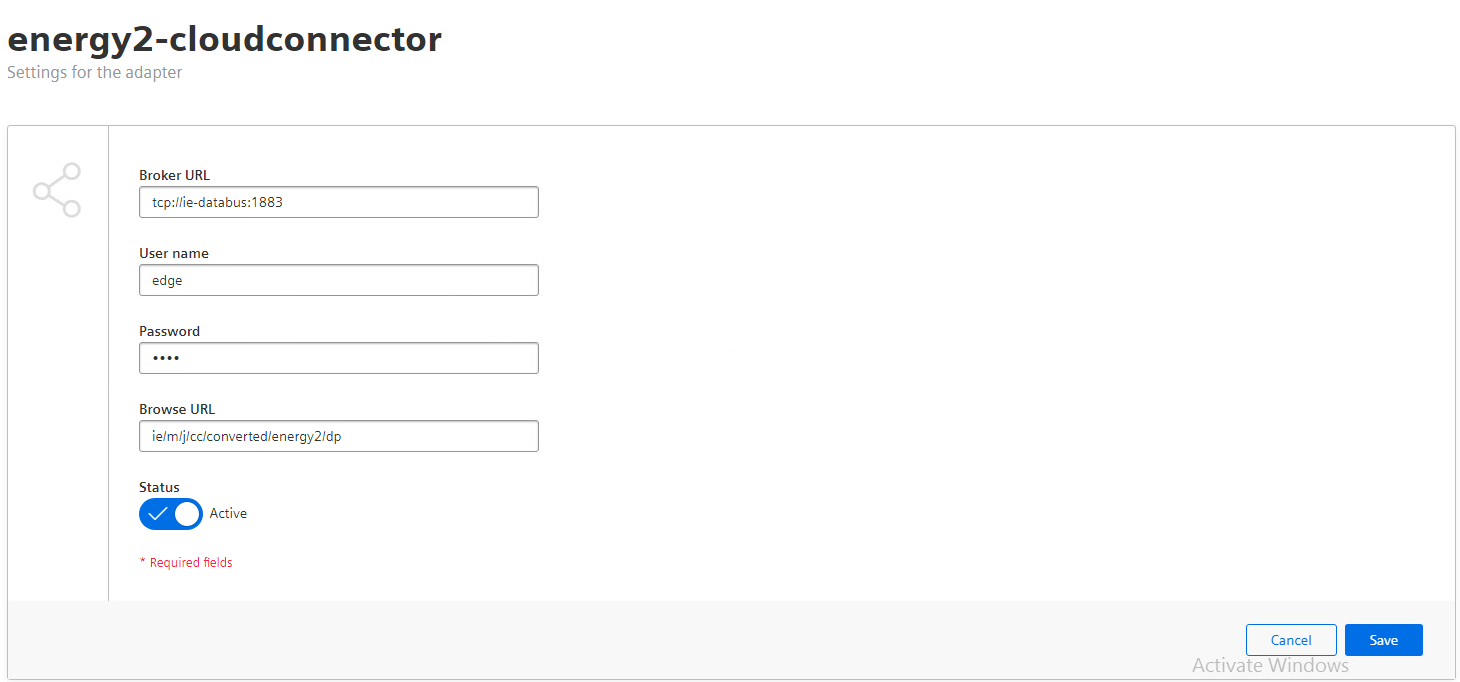 energy2-cloudconnector
Settings for the adapter
Broker URL
tcp://ie-databus:1883
User name
edge
Password
••••
Browse URL
ie/m/j/cc/converted/energy2/dp
Status
Active
* Required fields
Cancel
Save
Activate Windows